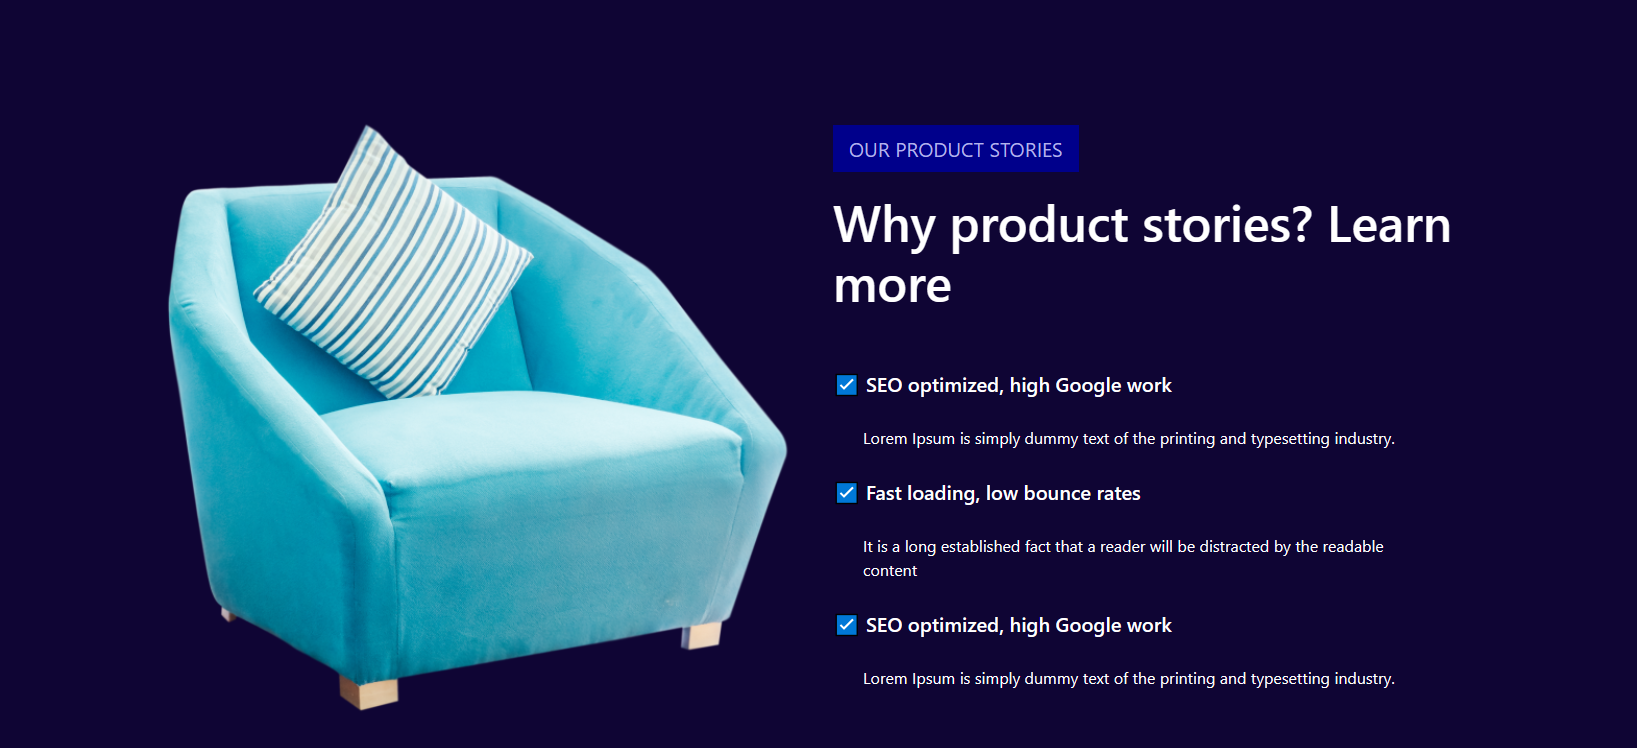 OUR PRODUCT STORIES
Why product stories? Learn
more
SEO optimized, high Google work
Lorem Ipsum is simply dummy text of the printing and typesetting industry.
Fast loading, low bounce rates
It is a long established fact that a reader will be distracted by the readable
content
SEO optimized, high Google work
Lorem Ipsum is simply dummy text of the printing and typesetting industry.